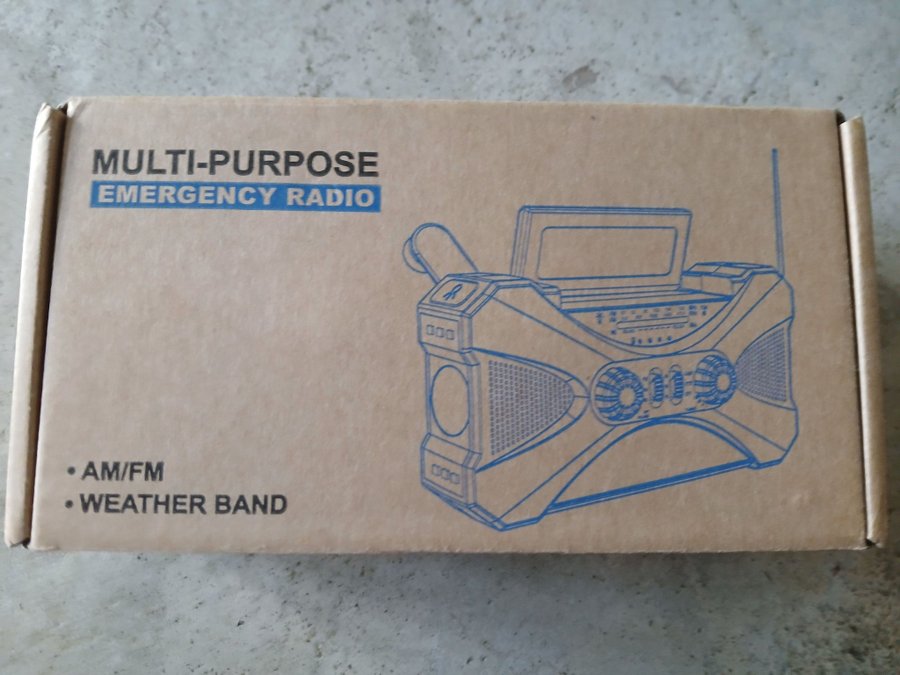 MULTI-PURPOSE
EMERGENCY RADIO
• AM/FM
• WEATHER BAND